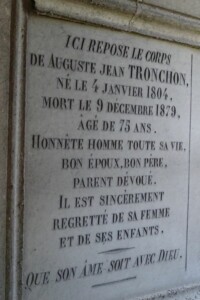 ICI REPOSE LE CORPS
DE AUGUSTE JEAN TRONCHON,
NÉ LE 4 JANVIER 1804,
MORT LE 9 DÉCEMBRE 1879,
ÂGÉ DE 75 ANS.
HONNÊTE HOMME TOUTE SA VIE,
BON ÉPOUX, BON PÈRE,
PARENT DÉVOUÉ.
IL EST SINCÈREMENT
REGRETTÉ DE SA FEMME
ET DE SES ENFANTS.
QUE SON ÂME SOIT AVEC DIEU.